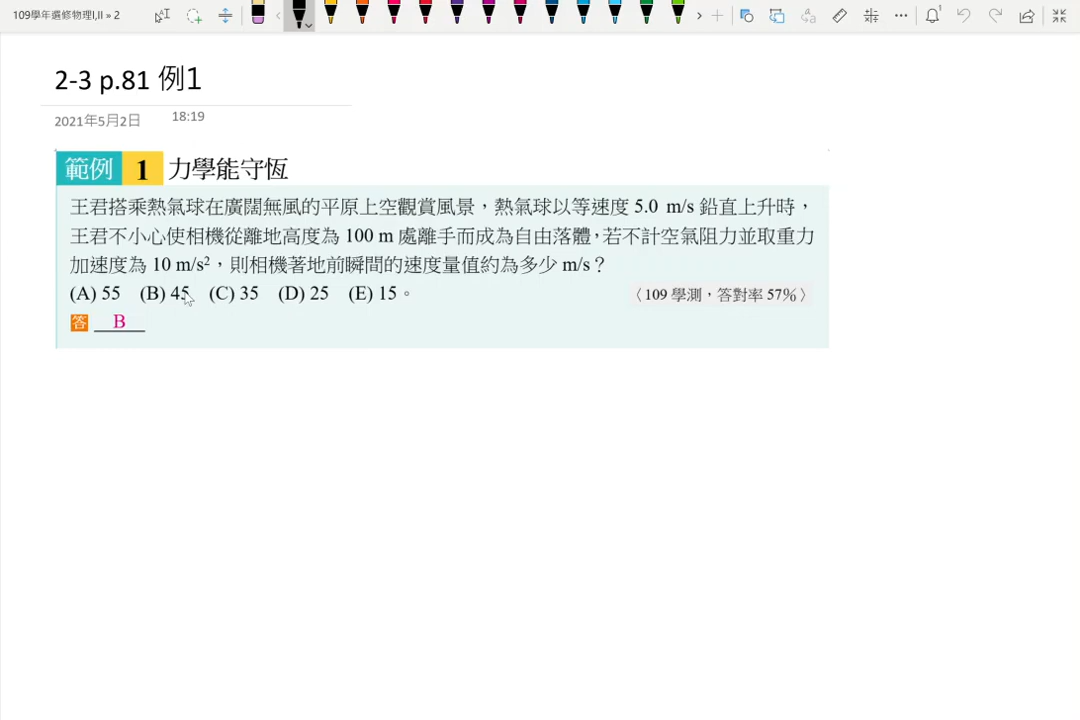 109學年選修物理I,II » 2
2-3 p.81 例1
2021年5月2日 18:19
範例 1 力學能守恆
王君搭乘熱氣球在廣闊無風的平原上空觀賞風景，熱氣球以等速度 5.0 m/s 鉛直上升時，
王君不小心使相機從離地高度為 100 m 處離手而成為自由落體，若不計空氣阻力並取重力
加速度為 10 m/s²，則相機著地前瞬間的速度量值約為多少 m/s？
(A) 55 (B) 45 (C) 35 (D) 25 (E) 15。 〈109 學測，答對率 57%〉
答 B